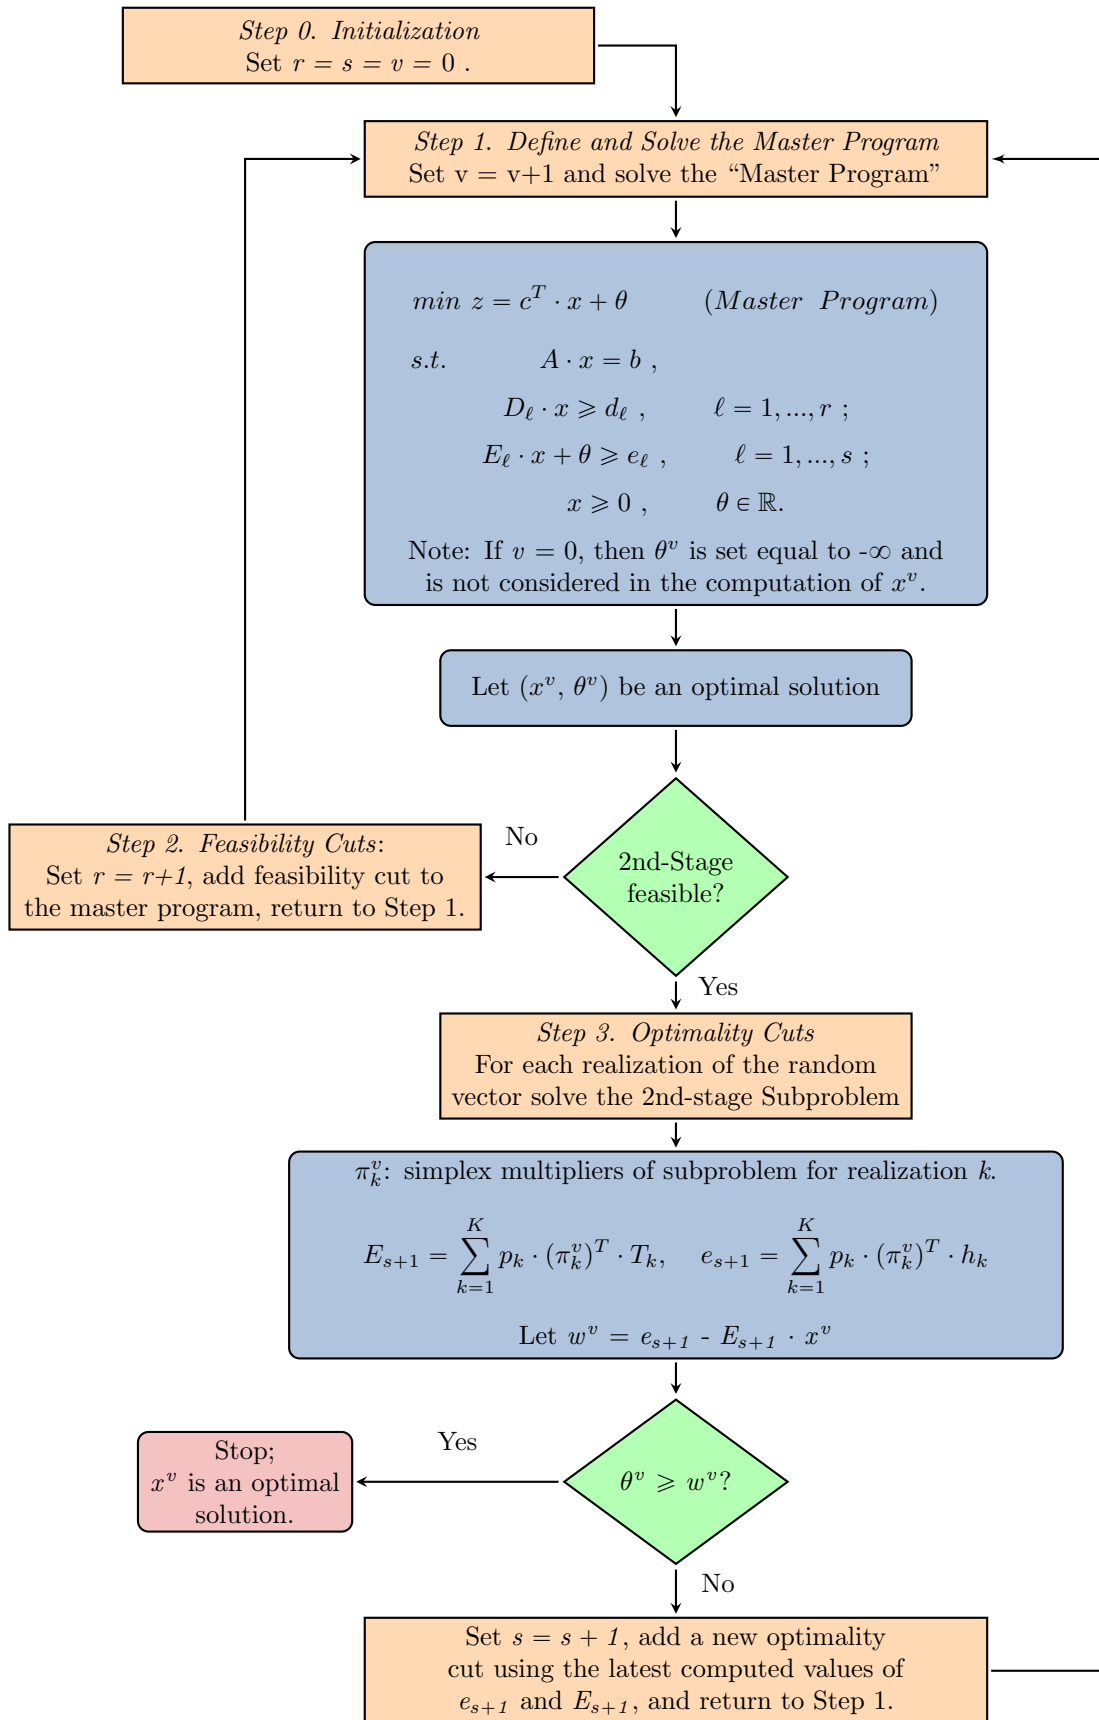 Step 0. Initialization
Set r = s = v = 0 .
Step 1. Define and Solve the Master Program
Set v = v+1 and solve the “Master Program”
min z = c^T · x + θ (Master Program)
s.t. A · x = b ,
D_ℓ · x ⩾ d_ℓ , ℓ = 1, ..., r ;
E_ℓ · x + θ ⩾ e_ℓ , ℓ = 1, ..., s ;
x ⩾ 0 , θ ∈ ℝ.
Note: If v = 0, then θ^v is set equal to -∞ and
is not considered in the computation of x^v.
Let (x^v, θ^v) be an optimal solution
2nd-Stage
feasible?
No
Step 2. Feasibility Cuts:
Set r = r+1, add feasibility cut to
the master program, return to Step 1.
Yes
Step 3. Optimality Cuts
For each realization of the random
vector solve the 2nd-stage Subproblem
π_k^v: simplex multipliers of subproblem for realization k.
E_{s+1} = ∑_{k=1}^{K} p_k · (π_k^v)^T · T_k, e_{s+1} = ∑_{k=1}^{K} p_k · (π_k^v)^T · h_k
Let w^v = e_{s+1} - E_{s+1} · x^v
θ^v ⩾ w^v?
Yes
Stop;
x^v is an optimal
solution.
No
Set s = s + 1, add a new optimality
cut using the latest computed values of
e_{s+1} and E_{s+1}, and return to Step 1.